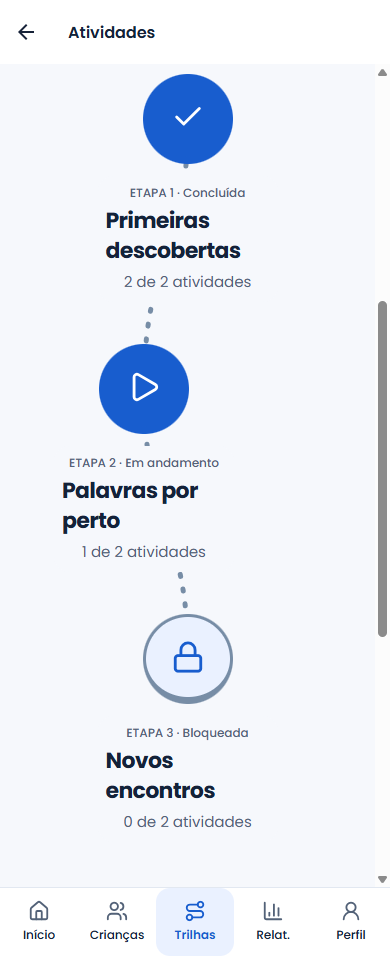 Atividades
ETAPA 1 · Concluída
Primeiras
descobertas
2 de 2 atividades
ETAPA 2 · Em andamento
Palavras por
perto
1 de 2 atividades
ETAPA 3 · Bloqueada
Novos
encontros
0 de 2 atividades
Início
Crianças
Trilhas
Relat.
Perfil